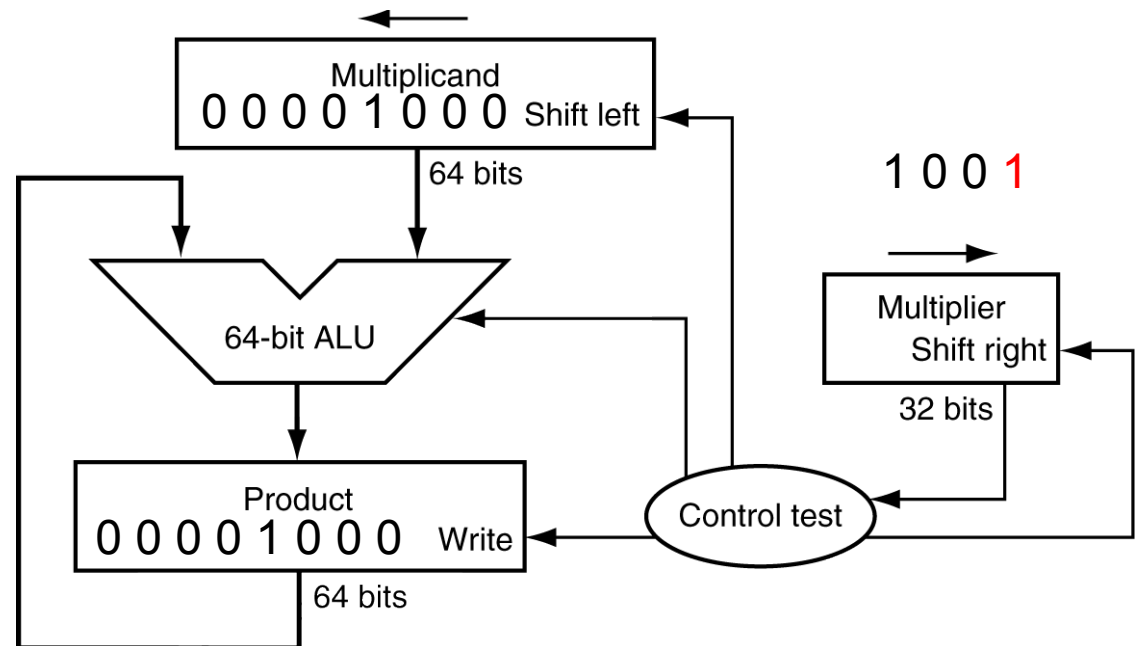 Multiplicand
0 0 0 0 1 0 0 0 Shift left
64 bits
1 0 0 1
64-bit ALU
Multiplier
Shift right
32 bits
Product
0 0 0 0 1 0 0 0 Write
Control test
64 bits